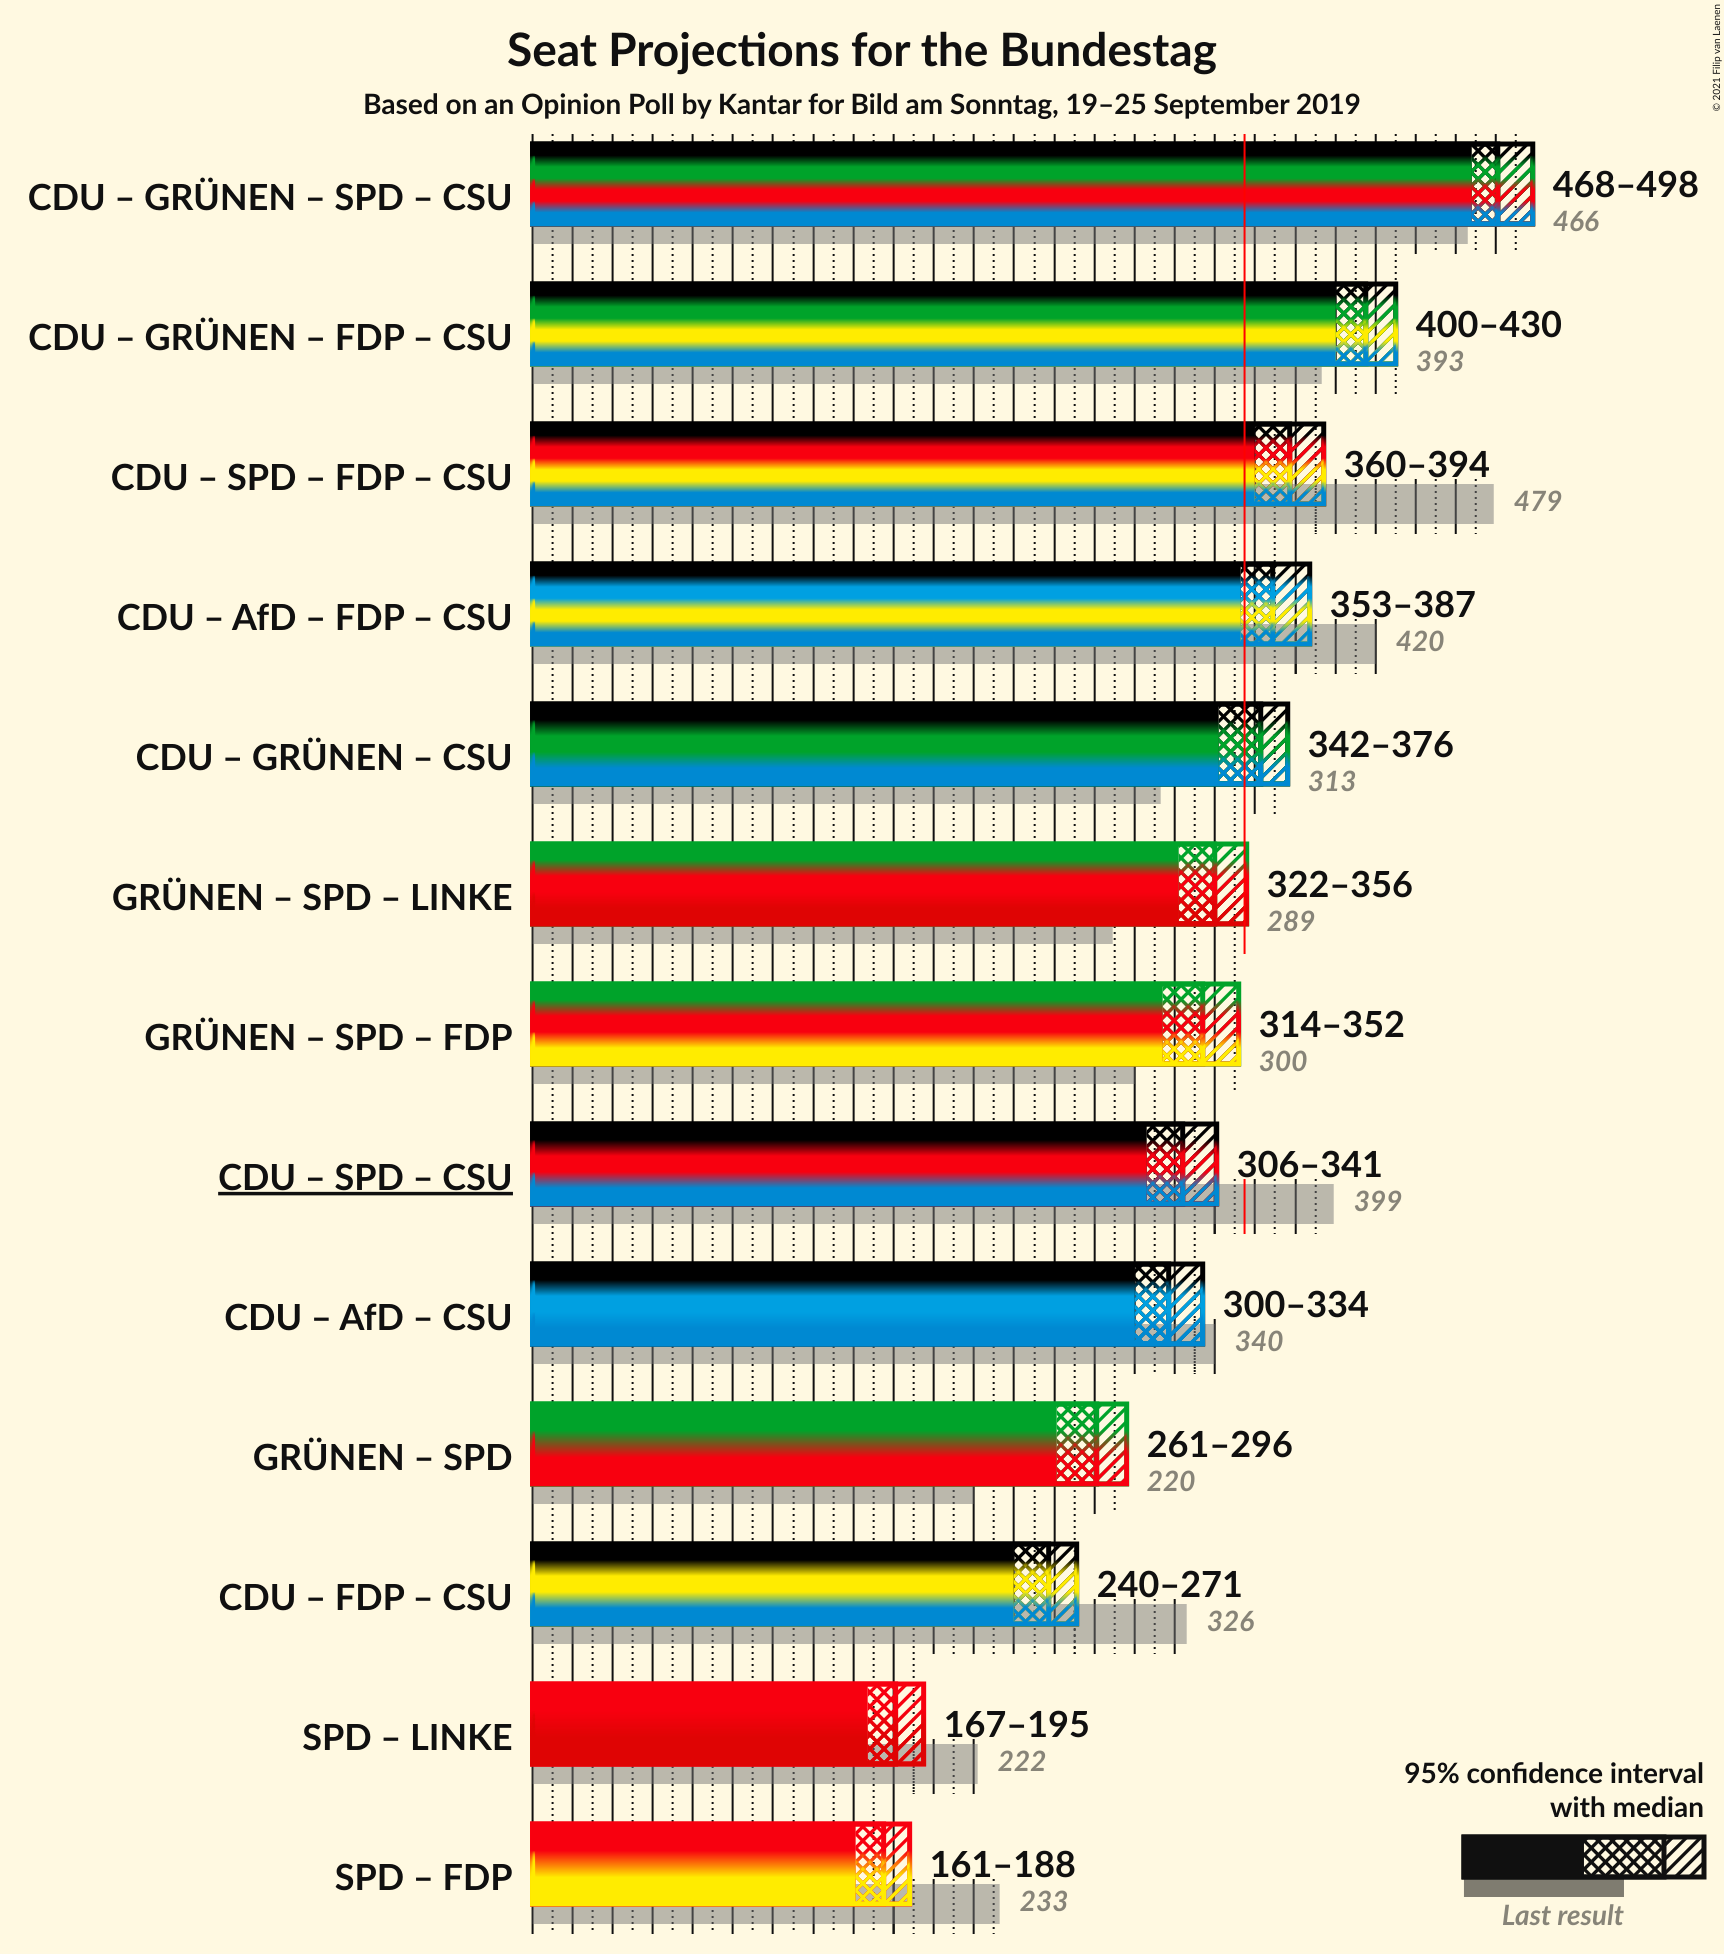 Seat Projections for the Bundestag
Based on an Opinion Poll by Kantar for Bild am Sonntag, 19–25 September 2019
© 2021 Filip van Laenen
CDU – GRÜNEN – SPD – CSU
468–498
466
CDU – GRÜNEN – FDP – CSU
400–430
393
CDU – SPD – FDP – CSU
360–394
479
CDU – AfD – FDP – CSU
353–387
420
CDU – GRÜNEN – CSU
342–376
313
GRÜNEN – SPD – LINKE
322–356
289
GRÜNEN – SPD – FDP
314–352
300
CDU – SPD – CSU
306–341
399
CDU – AfD – CSU
300–334
340
GRÜNEN – SPD
261–296
220
CDU – FDP – CSU
240–271
326
SPD – LINKE
167–195
222
SPD – FDP
161–188
233
95% confidence interval
with median
Last result